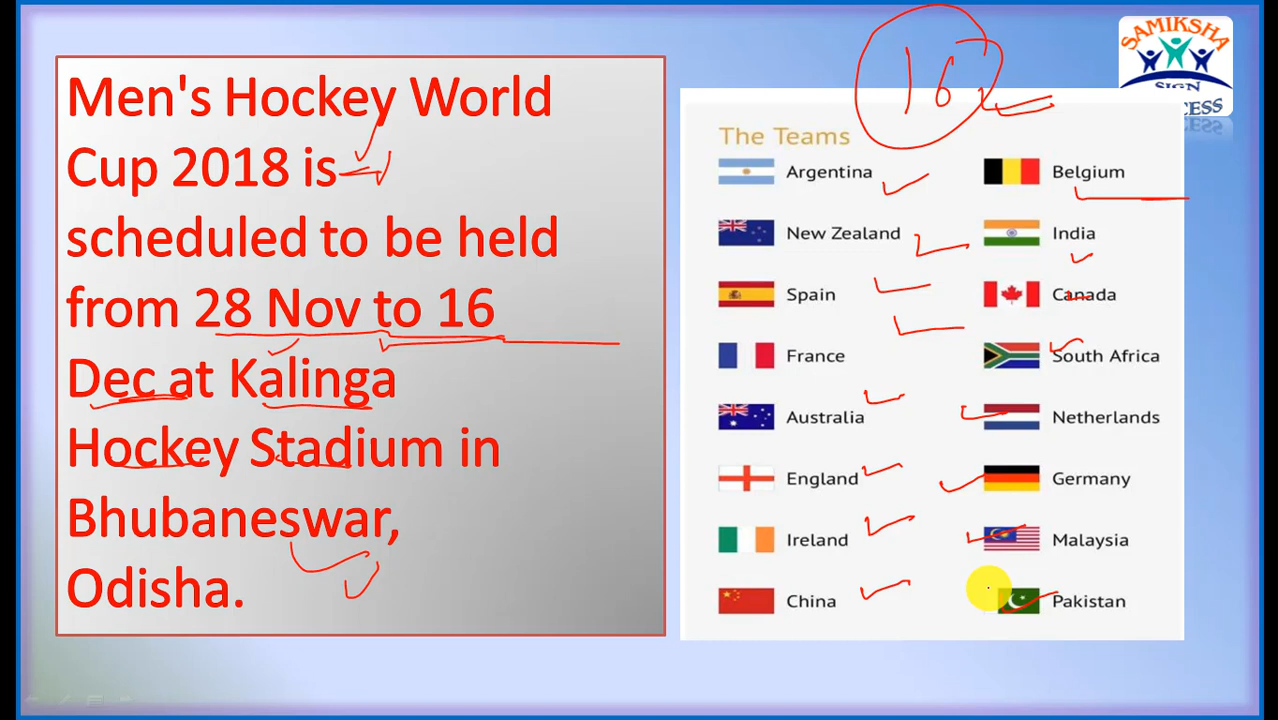 Men's Hockey World
Cup 2018 is
scheduled to be held
from 28 Nov to 16
Dec at Kalinga
Hockey Stadium in
Bhubaneswar,
Odisha.
16
SAMIKSHA
SIGN
CESS
The Teams
Argentina Belgium
New Zealand India
Spain Canada
France South Africa
Australia Netherlands
England Germany
Ireland Malaysia
China Pakistan